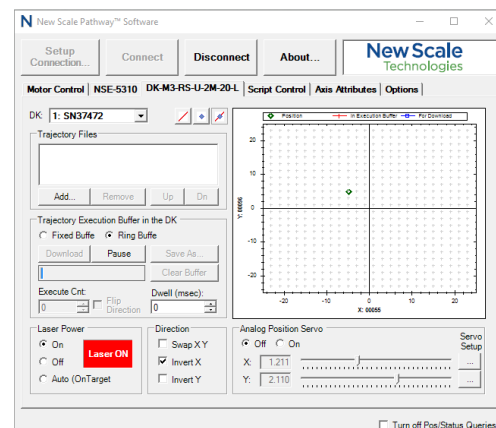 New Scale Pathway™ Software
Setup Connection...
Connect
Disconnect
About...
New Scale Technologies
Motor Control
NSE-5310
DK-M3-RS-U-2M-20-L
Script Control
Axis Attributes
Options
DK: 1: SN37472
Trajectory Files
Add...
Remove
Up
Dn
Trajectory Execution Buffer in the DK
Fixed Buffe
Ring Buffe
Download
Pause
Save As...
Clear Buffer
Execute Cnt:
0
Flip Direction
Dwell (msec):
0
Position
In Execution Buffer
For Download
20
10
0
-10
-20
Y: 00056
-20
-10
0
10
20
X: 00055
Laser Power
On
Off
Auto (OnTarget
Laser ON
Direction
Swap X Y
Invert X
Invert Y
Analog Position Servo
Off
On
Servo Setup
X: 1.211
...
Y: 2.110
...
Turn off Pos/Status Queries